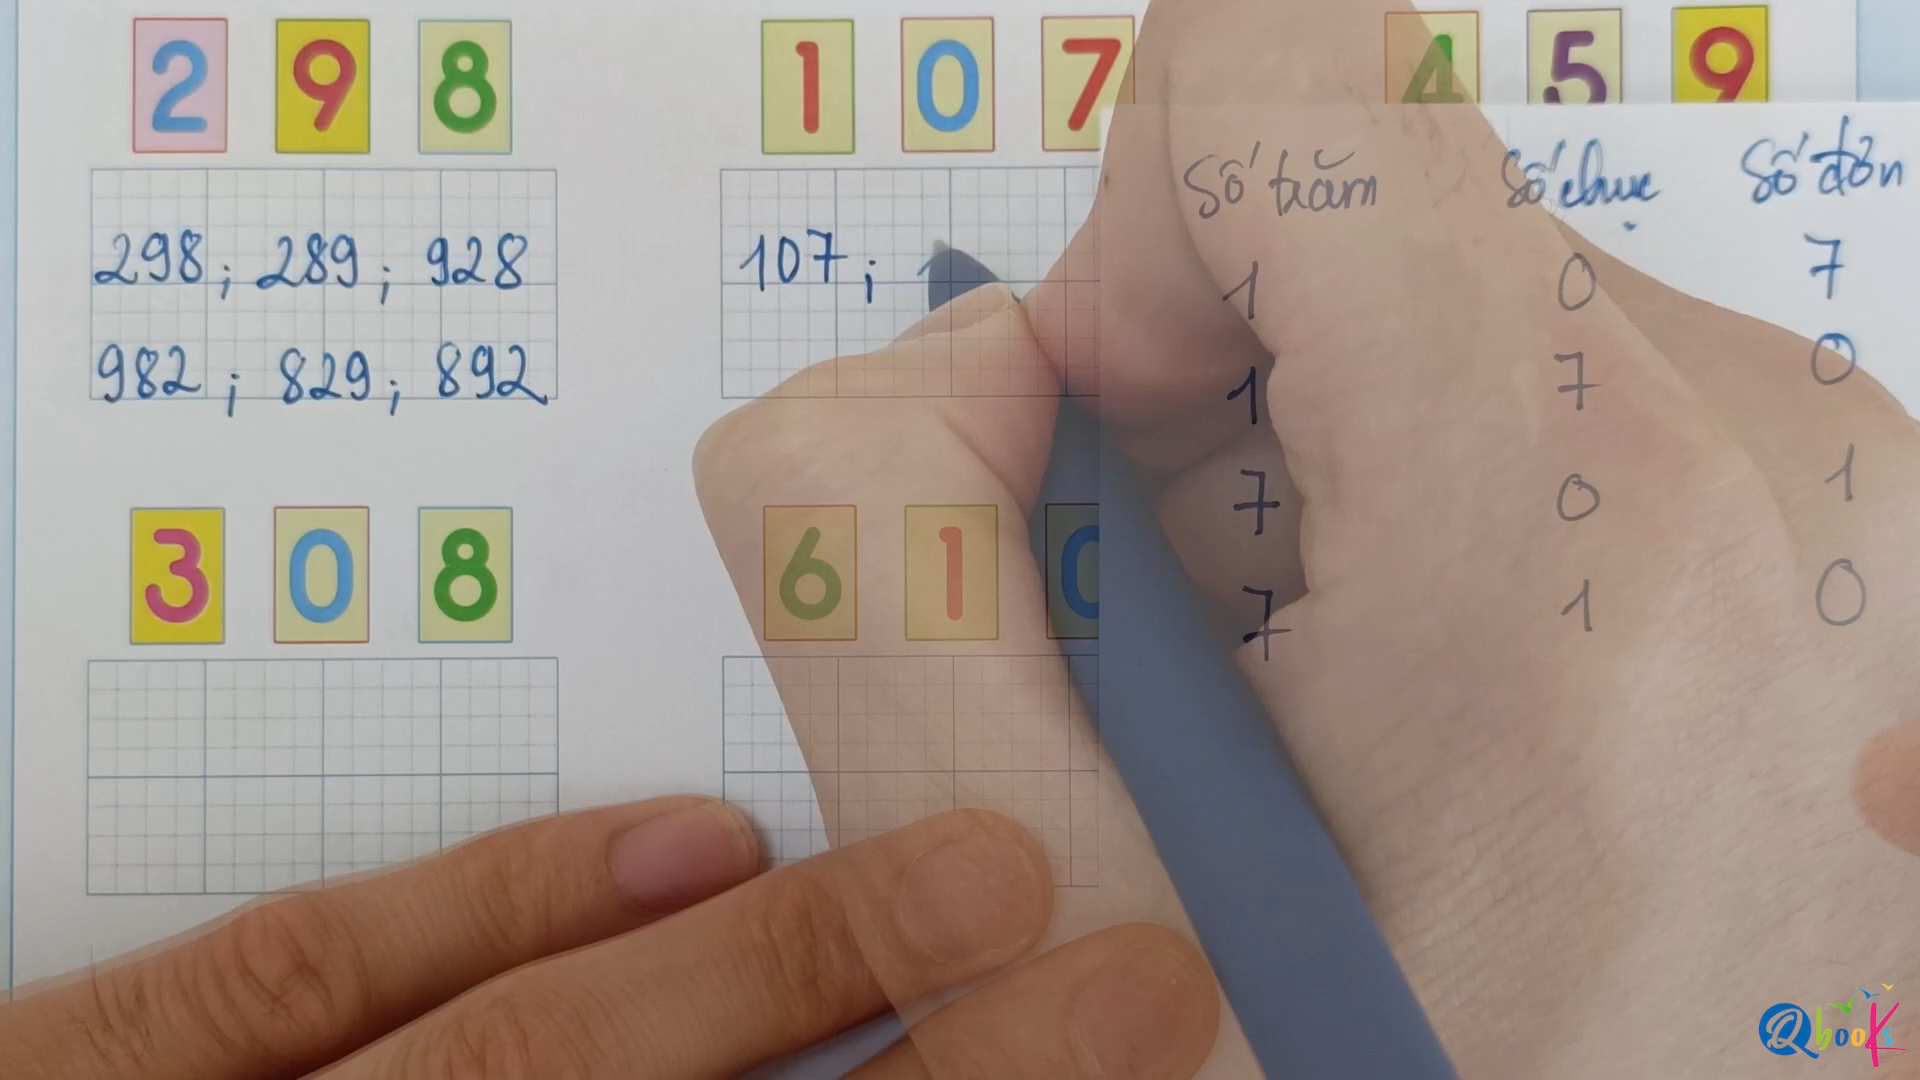 2 9 8
1 0 7
4 5 9
298; 289; 928
982; 829; 892
107; 1
Số trăm Số chục Số đơn
1 0 7
1 7 0
7 0 1
7 1 0
3 0 8
6 1 0
Qbooks